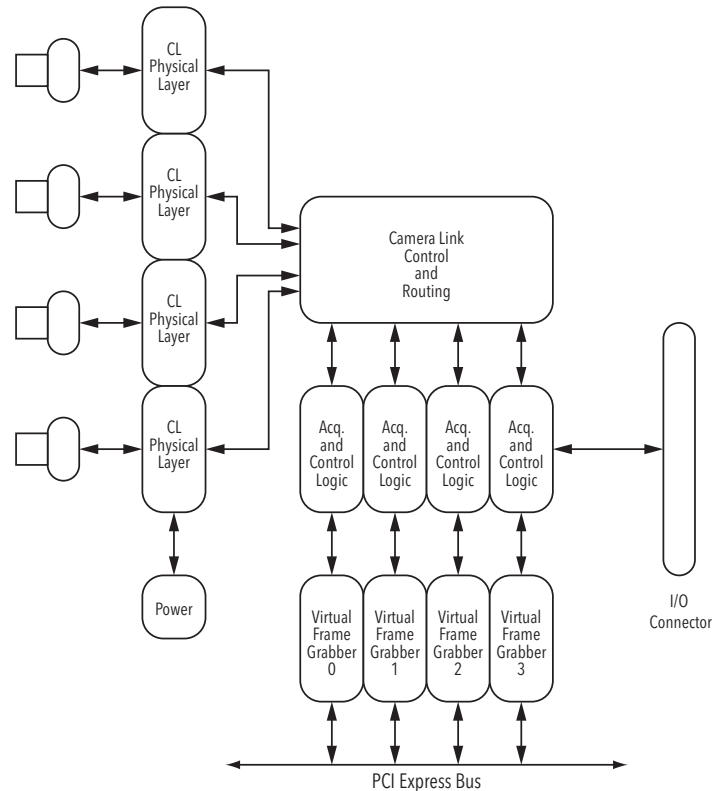 CL
Physical
Layer
CL
Physical
Layer
CL
Physical
Layer
CL
Physical
Layer
Power
Camera Link
Control
and
Routing
Acq.
and
Control
Logic
Acq.
and
Control
Logic
Acq.
and
Control
Logic
Acq.
and
Control
Logic
Virtual
Frame
Grabber
0
Virtual
Frame
Grabber
1
Virtual
Frame
Grabber
2
Virtual
Frame
Grabber
3
I/O
Connector
PCI Express Bus